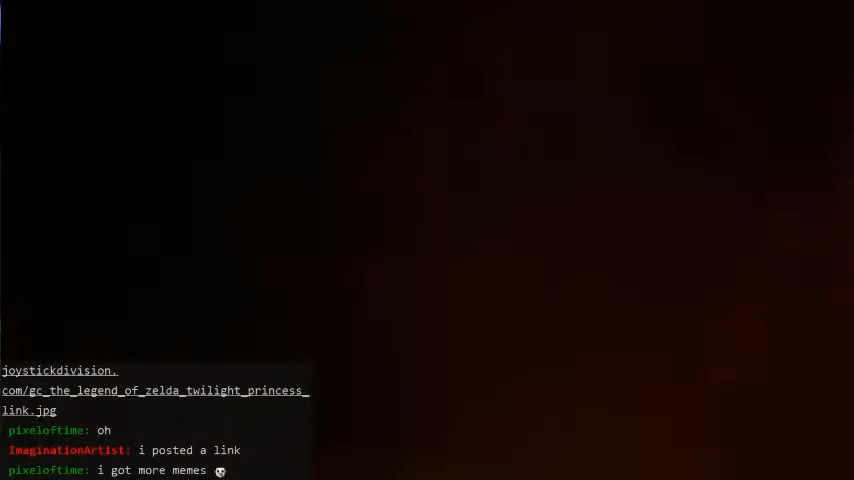 joystickdivision.
com/gc_the_legend_of_zelda_twilight_princess_
link.jpg
pixeloftime: oh
ImaginationArtist: i posted a link
pixeloftime: i got more memes